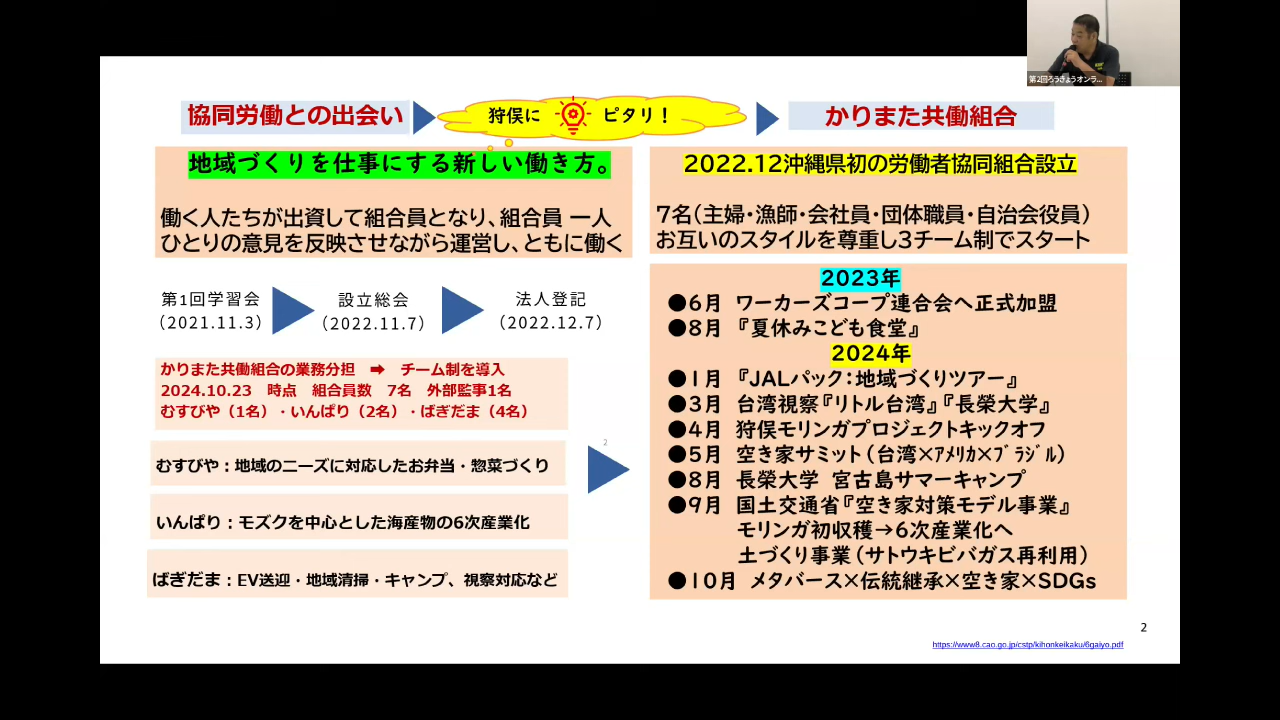 第2回ろうきょうオンラ...
協同労働との出会い
狩俣に
ピタリ！
かりまた共働組合
地域づくりを仕事にする新しい働き方。
働く人たちが出資して組合員となり、組合員 一人
ひとりの意見を反映させながら運営し、ともに働く
2022.12沖縄県初の労働者協同組合設立
7名（主婦・漁師・会社員・団体職員・自治会役員）
お互いのスタイルを尊重し3チーム制でスタート
第1回学習会
（2021.11.3）
設立総会
（2022.11.7）
法人登記
（2022.12.7）
かりまた共働組合の業務分担 ➡ チーム制を導入
2024.10.23 時点 組合員数 7名 外部監事1名
むすびや（1名）・いんぱり（2名）・ばぎだま（4名）
むすびや：地域のニーズに対応したお弁当・惣菜づくり
いんぱり：モズクを中心とした海産物の6次産業化
ばぎだま：EV送迎・地域清掃・キャンプ、視察対応など
2
2023年
●6月 ワーカーズコープ連合会へ正式加盟
●8月 『夏休みこども食堂』
2024年
●1月 『JALパック：地域づくりツアー』
●3月 台湾視察『リトル台湾』『長榮大学』
●4月 狩俣モリンガプロジェクトキックオフ
●5月 空き家サミット（台湾×ｱﾒﾘｶ×ﾌﾞﾗｼﾞﾙ）
●8月 長榮大学 宮古島サマーキャンプ
●9月 国土交通省『空き家対策モデル事業』
モリンガ初収穫→6次産業化へ
土づくり事業（サトウキビバガス再利用）
●10月 メタバース×伝統継承×空き家×SDGs
2
https://www8.cao.go.jp/cstp/kihonkeikaku/6gaiyo.pdf